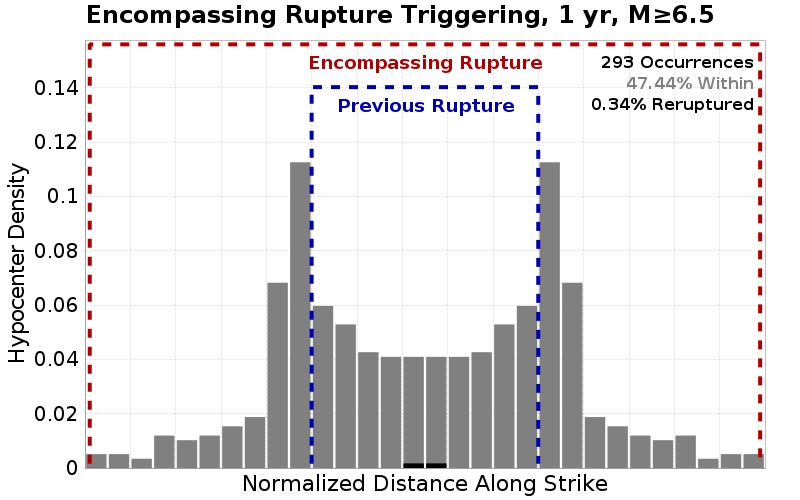 Encompassing Rupture Triggering, 1 yr, M≥6.5
Encompassing Rupture
293 Occurrences
47.44% Within
0.34% Reruptured
Previous Rupture
Hypocenter Density
0.14
0.12
0.1
0.08
0.06
0.04
0.02
0
Normalized Distance Along Strike